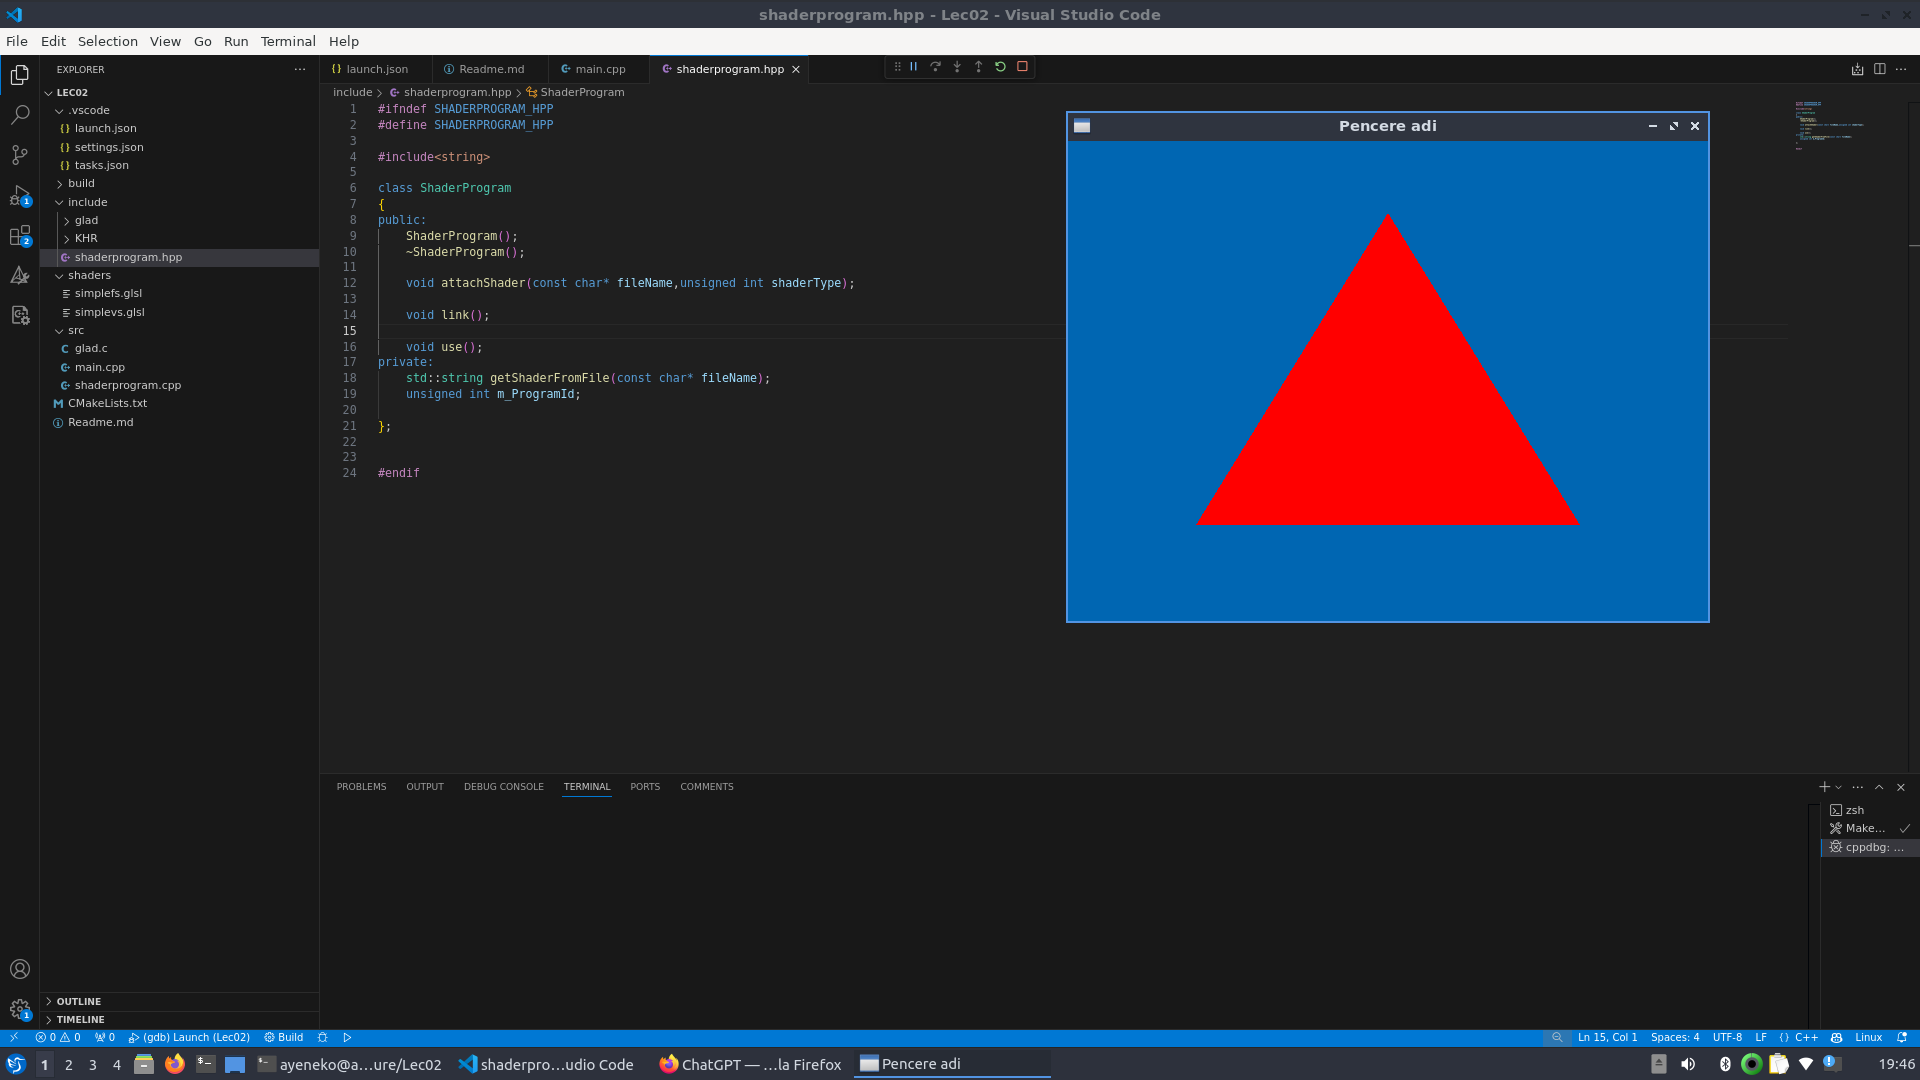 shaderprogram.hpp - Lec02 - Visual Studio Code
File Edit Selection View Go Run Terminal Help
EXPLORER
LEC02
.vscode
launch.json
settings.json
tasks.json
build
include
glad
KHR
shaderprogram.hpp
shaders
simplefs.glsl
simplevs.glsl
src
glad.c
main.cpp
shaderprogram.cpp
CMakeLists.txt
Readme.md
OUTLINE
TIMELINE
1
2
1
launch.json Readme.md main.cpp shaderprogram.hpp
include > shaderprogram.hpp > ShaderProgram
1 #ifndef SHADERPROGRAM_HPP
2 #define SHADERPROGRAM_HPP
3
4 #include<string>
5
6 class ShaderProgram
7 {
8 public:
9 ShaderProgram();
10 ~ShaderProgram();
11
12 void attachShader(const char* fileName,unsigned int shaderType);
13
14 void link();
15
16 void use();
17 private:
18 std::string getShaderFromFile(const char* fileName);
19 unsigned int m_ProgramId;
20
21 };
22
23
24 #endif
Pencere adi
PROBLEMS OUTPUT DEBUG CONSOLE TERMINAL PORTS COMMENTS
zsh
Make...
cppdbg: ...
0 0 0 (gdb) Launch (Lec02) Build Ln 15, Col 1 Spaces: 4 UTF-8 LF {} C++ Linux
1 2 3 4 ayeneko@a...ure/Lec02 shaderpro...udio Code ChatGPT — ...la Firefox Pencere adi 19:46